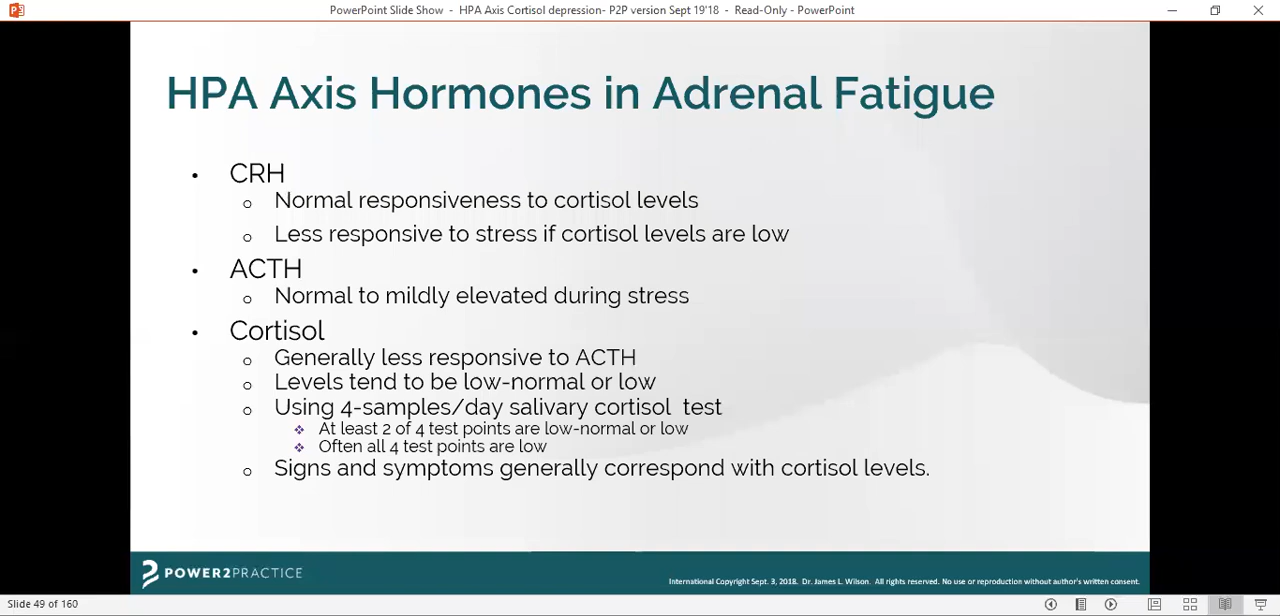 PowerPoint Slide Show - HPA Axis Cortisol depression- P2P version Sept 19'18 - Read-Only - PowerPoint
HPA Axis Hormones in Adrenal Fatigue
• CRH
o Normal responsiveness to cortisol levels
o Less responsive to stress if cortisol levels are low
• ACTH
o Normal to mildly elevated during stress
• Cortisol
o Generally less responsive to ACTH
o Levels tend to be low-normal or low
o Using 4-samples/day salivary cortisol test
❖ At least 2 of 4 test points are low-normal or low
❖ Often all 4 test points are low
o Signs and symptoms generally correspond with cortisol levels.
POWER2PRACTICE
International Copyright Sept. 3, 2018. Dr. James L. Wilson. All rights reserved. No use or reproduction without author's written consent.
Slide 49 of 160